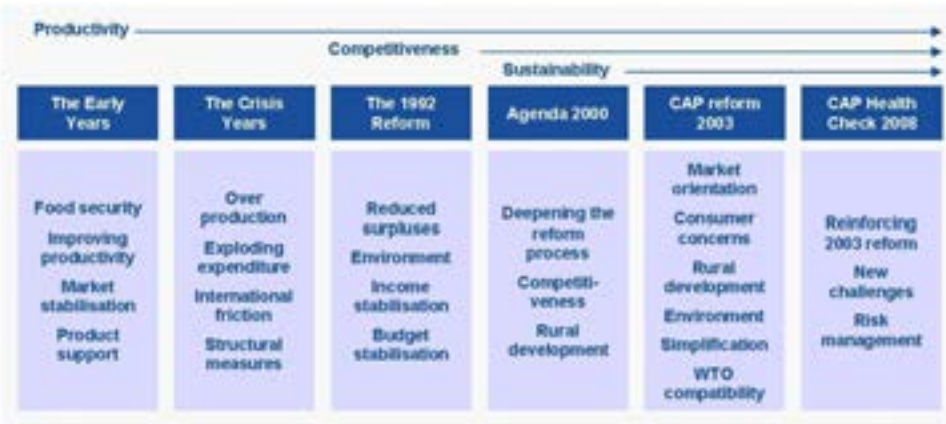 Productivity
Competitiveness
Sustainability
The Early
Years
Food security
Improving
productivity
Market
stabilisation
Product
support
The Crisis
Years
Over
production
Exploding
expenditure
International
friction
Structural
measures
The 1992
Reform
Reduced
surpluses
Environment
Income
stabilisation
Budget
stabilisation
Agenda 2000
Deepening the
reform
process
Competiti-
veness
Rural
development
CAP reform
2003
Market
orientation
Consumer
concerns
Rural
development
Environment
Simplification
WTO
compatibility
CAP Health
Check 2008
Reinforcing
2003 reform
New
challenges
Risk
management